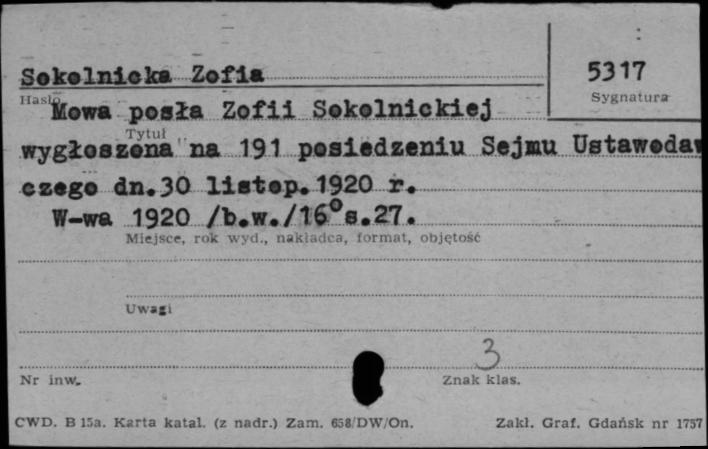 Sokolnicka Zofia
5317
Hasło
Sygnatura
Mowa posła Zofii Sokolnickiej
Tytuł
wygłoszona na 191 posiedzeniu Sejmu Ustawodaw
czego dn.30 listop.1920 r.
W-wa 1920 /b.w./16°s.27.
Miejsce, rok wyd., nakładca, format, objętość
Uwagi
3
Nr inw.
Znak klas.
CWD. B 15a. Karta katal. (z nadr.) Zam. 658/DW/On.
Zakł. Graf. Gdańsk nr 1757